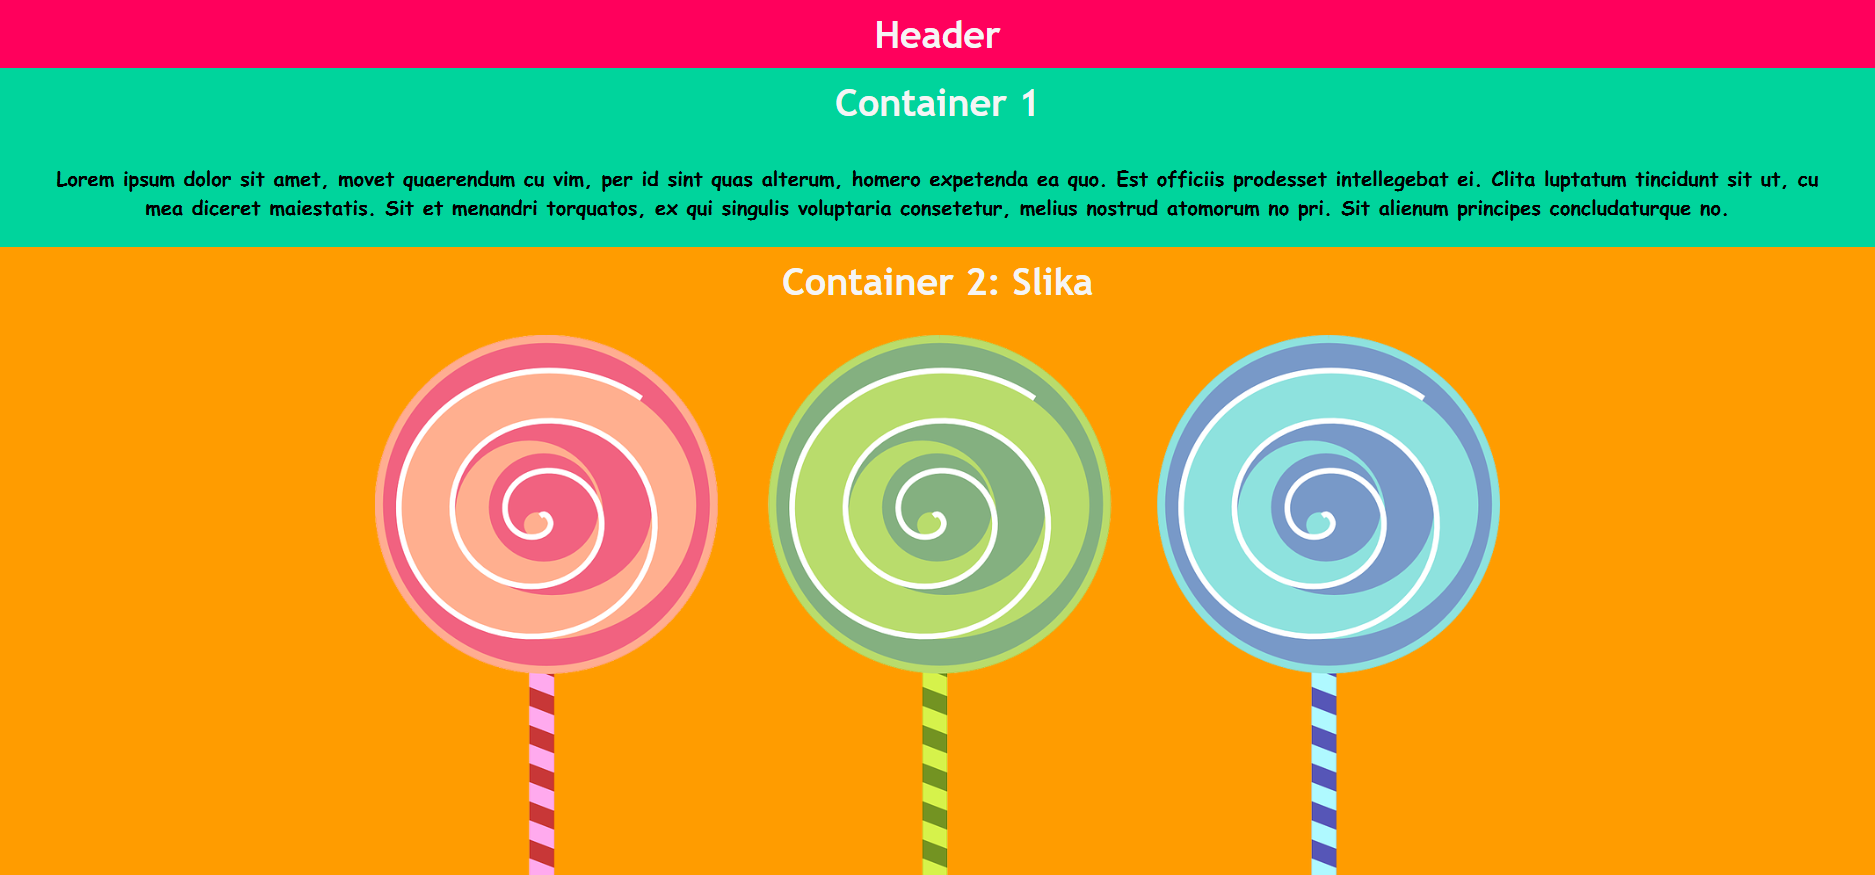 Header
Container 1
Lorem ipsum dolor sit amet, movet quaerendum cu vim, per id sint quas alterum, homero expetenda ea quo. Est officiis prodesset intellegebat ei. Clita luptatum tincidunt sit ut, cu
mea diceret maiestatis. Sit et menandri torquatos, ex qui singulis voluptaria consetetur, melius nostrud atomorum no pri. Sit alienum principes concludaturque no.
Container 2: Slika